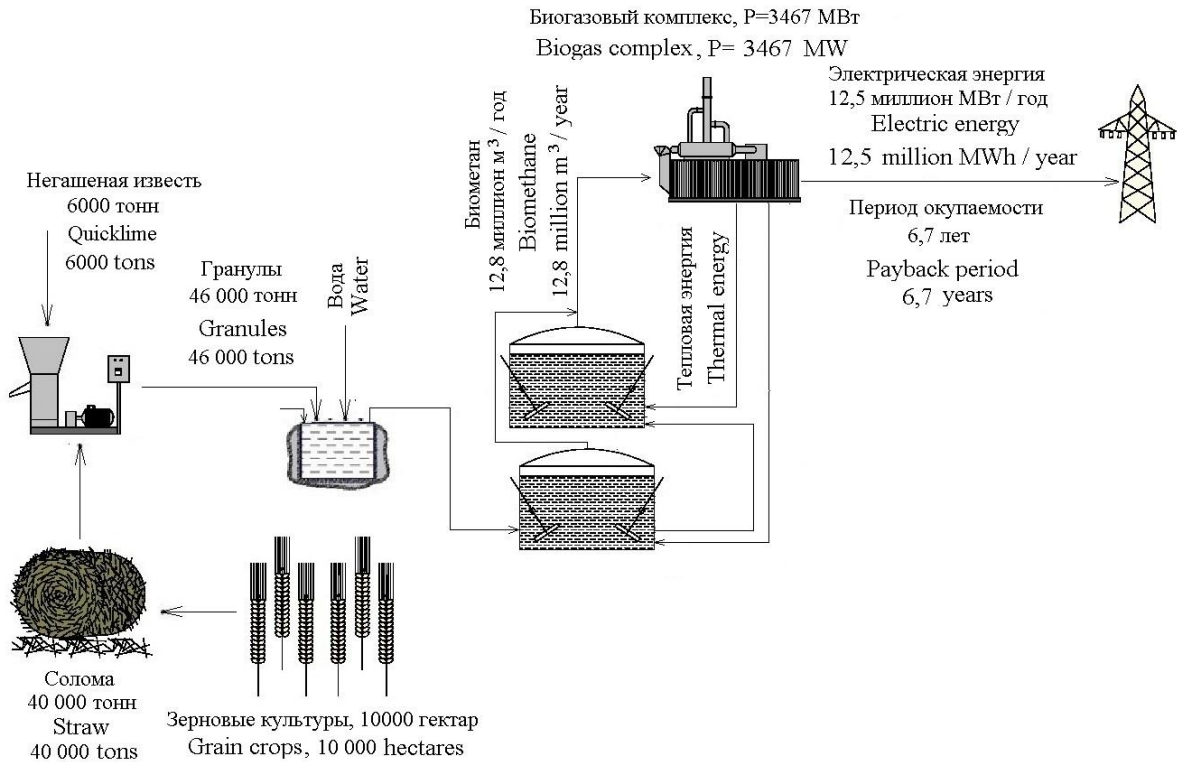 Биогазовый комплекс, P=3467 МВт
Biogas complex, P= 3467 MW
Электрическая энергия
12,5 миллион МВт / год
Electric energy
12,5 million MWh / year
Период окупаемости
6,7 лет
Payback period
6,7 years
Биометан
12,8 миллион м³ / год
Biomethane
12,8 million m³ / year
Тепловая энергия
Thermal energy
Негашеная известь
6000 тонн
Quicklime
6000 tons
Гранулы
46 000 тонн
Granules
46 000 tons
Вода
Water
Солома
40 000 тонн
Straw
40 000 tons
Зерновые культуры, 10000 гектар
Grain crops, 10 000 hectares